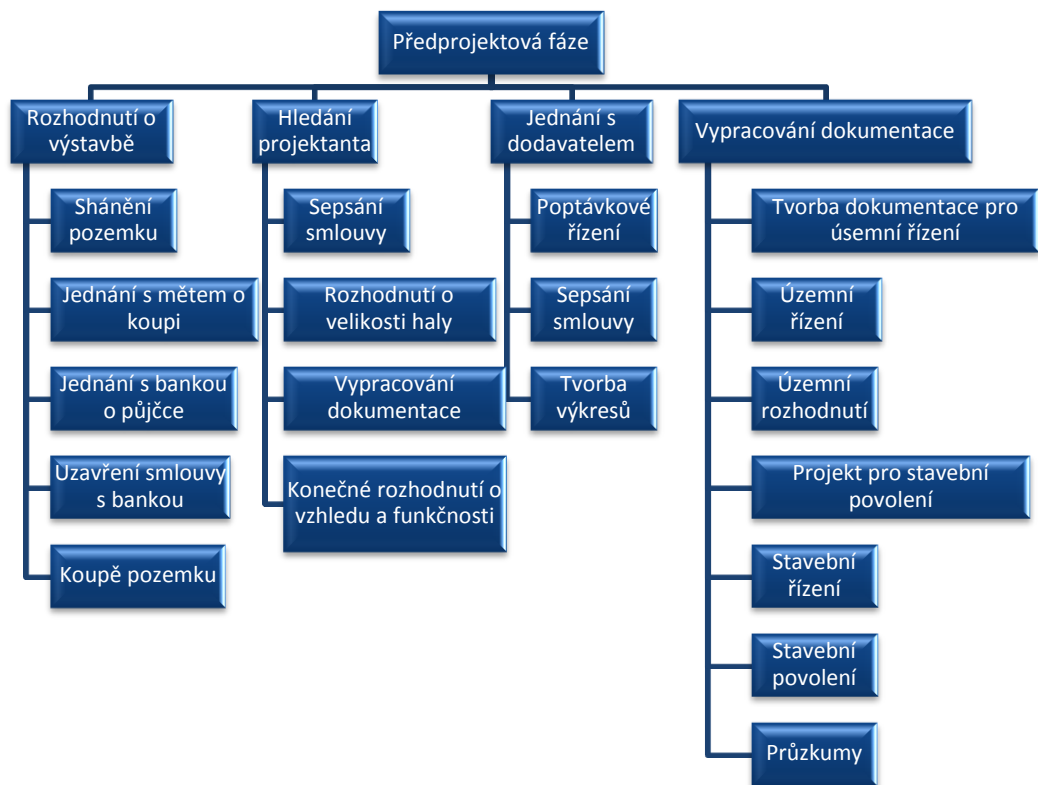 Předprojektová fáze
Rozhodnutí o
výstavbě
Shánění
pozemku
Jednání s mětem o
koupi
Jednání s bankou
o půjčce
Uzavření smlouvy
s bankou
Koupě pozemku
Hledání
projektanta
Sepsání
smlouvy
Rozhodnutí o
velikosti haly
Vypracování
dokumentace
Konečné rozhodnutí o
vzhledu a funkčnosti
Jednání s
dodavatelem
Poptávkové
řízení
Sepsání
smlouvy
Tvorba
výkresů
Vypracování dokumentace
Tvorba dokumentace pro
úsemní řízení
Územní
řízení
Územní
rozhodnutí
Projekt pro stavební
povolení
Stavební
řízení
Stavební
povolení
Průzkumy